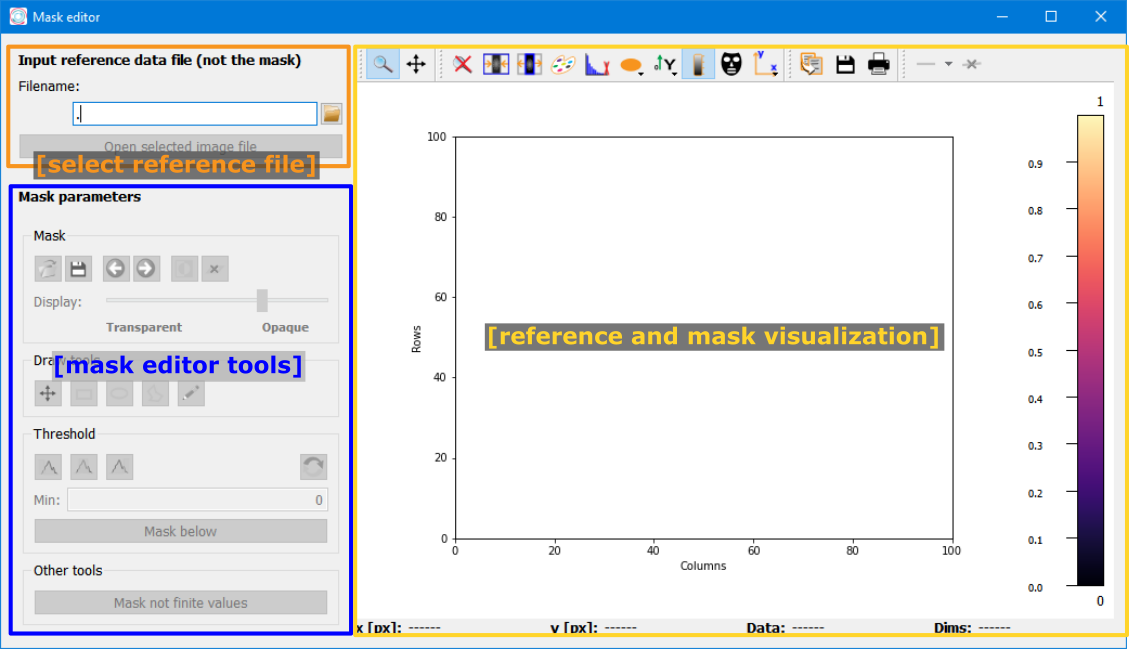 Mask editor
Input reference data file (not the mask)
Filename:
.
Open selected image file
[select reference file]
Mask parameters
Mask
Display:
Transparent Opaque
Draw tools
[mask editor tools]
Threshold
Min: 0
Mask below
Other tools
Mask not finite values
Y
y
x
100
80
60
40
20
0
Rows
[reference and mask visualization]
0 20 40 60 80 100
Columns
1
0.9
0.8
0.7
0.6
0.5
0.4
0.3
0.2
0.1
0.0
0
x [px]: ------ y [px]: ------ Data: ------ Dims: ------